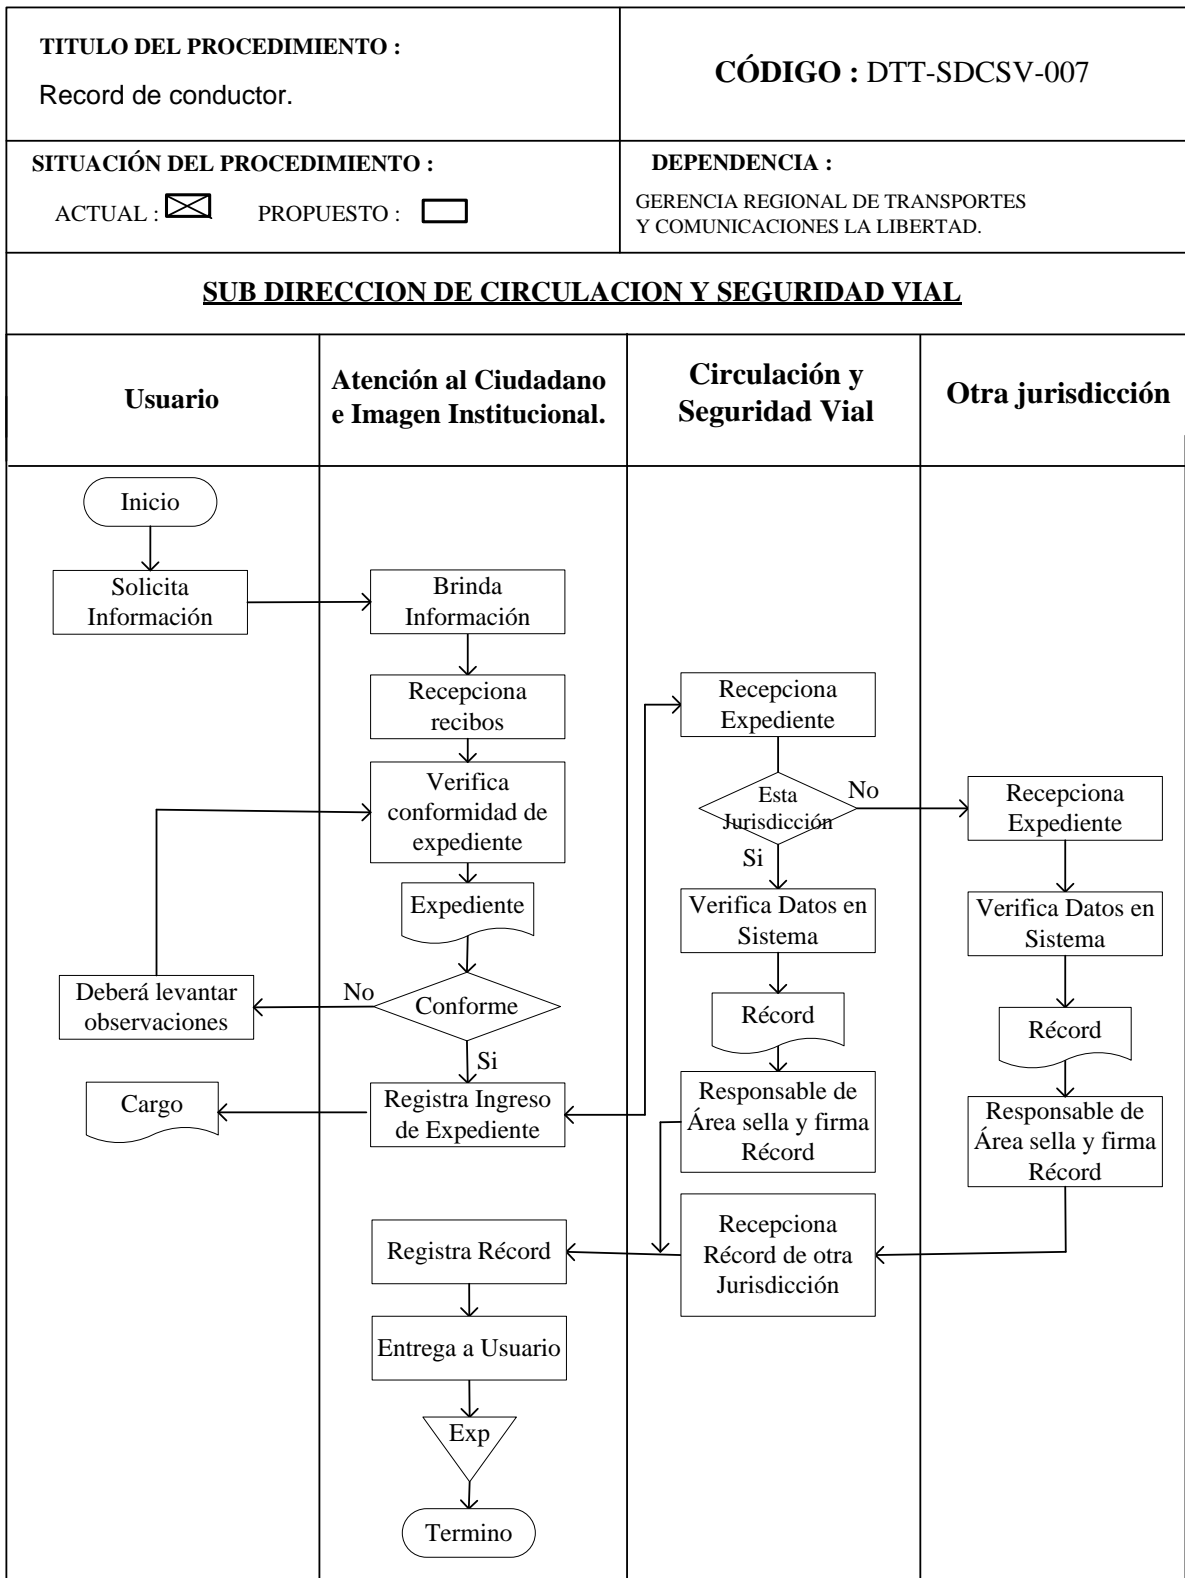 TITULO DEL PROCEDIMIENTO :
Record de conductor.
CÓDIGO : DTT-SDCSV-007
SITUACIÓN DEL PROCEDIMIENTO :
ACTUAL :
PROPUESTO :
DEPENDENCIA :
GERENCIA REGIONAL DE TRANSPORTES
Y COMUNICACIONES LA LIBERTAD.
SUB DIRECCION DE CIRCULACION Y SEGURIDAD VIAL
Usuario
Atención al Ciudadano
e Imagen Institucional.
Circulación y
Seguridad Vial
Otra jurisdicción
Inicio
Solicita
Información
Brinda
Información
Recepciona
recibos
Verifica
conformidad de
expediente
Expediente
Conforme
No
Si
Deberá levantar
observaciones
Registra Ingreso
de Expediente
Cargo
Recepciona
Expediente
Esta
Jurisdicción
No
Si
Verifica Datos en
Sistema
Récord
Responsable de
Área sella y firma
Récord
Recepciona
Expediente
Verifica Datos en
Sistema
Récord
Responsable de
Área sella y firma
Récord
Recepciona
Récord de otra
Jurisdicción
Registra Récord
Entrega a Usuario
Exp
Termino